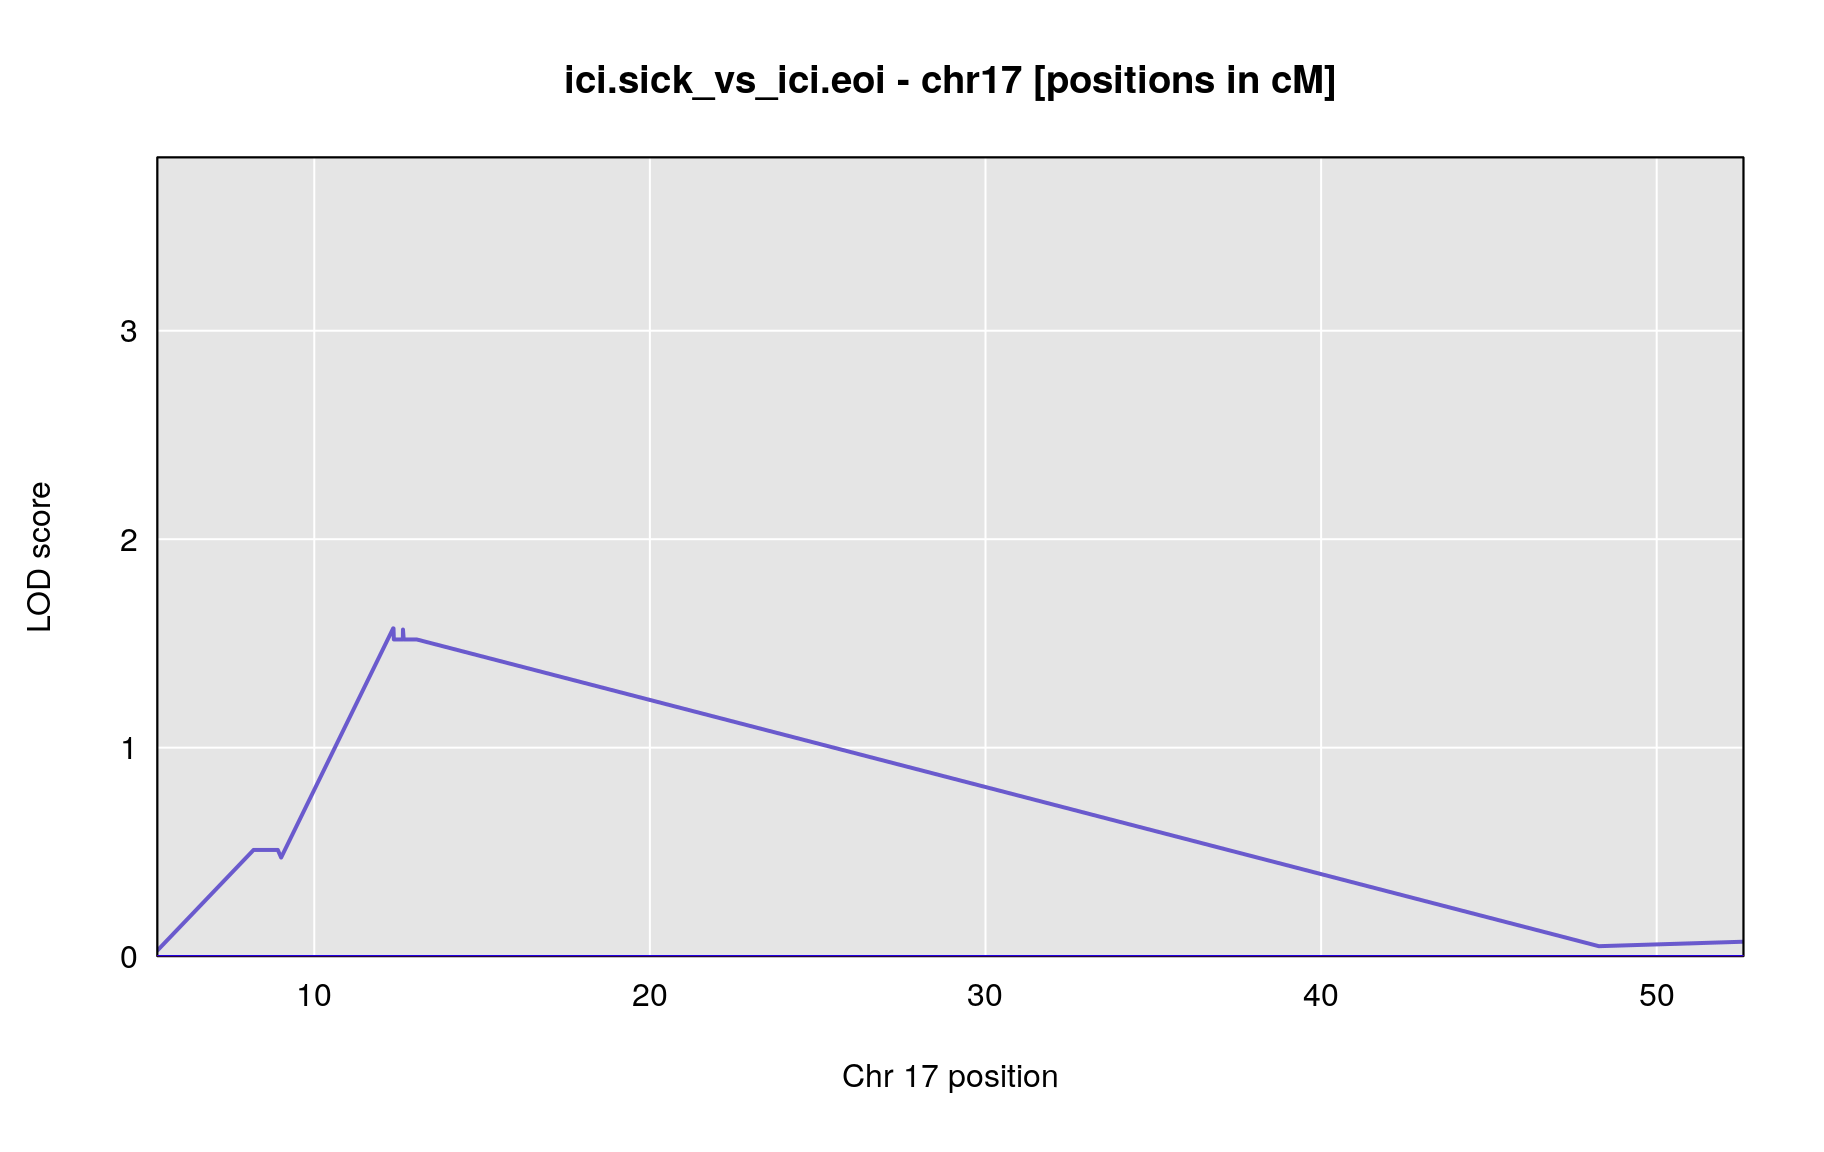 ici.sick_vs_ici.eoi - chr17 [positions in cM]
LOD score
3
2
1
0
10 20 30 40 50
Chr 17 position